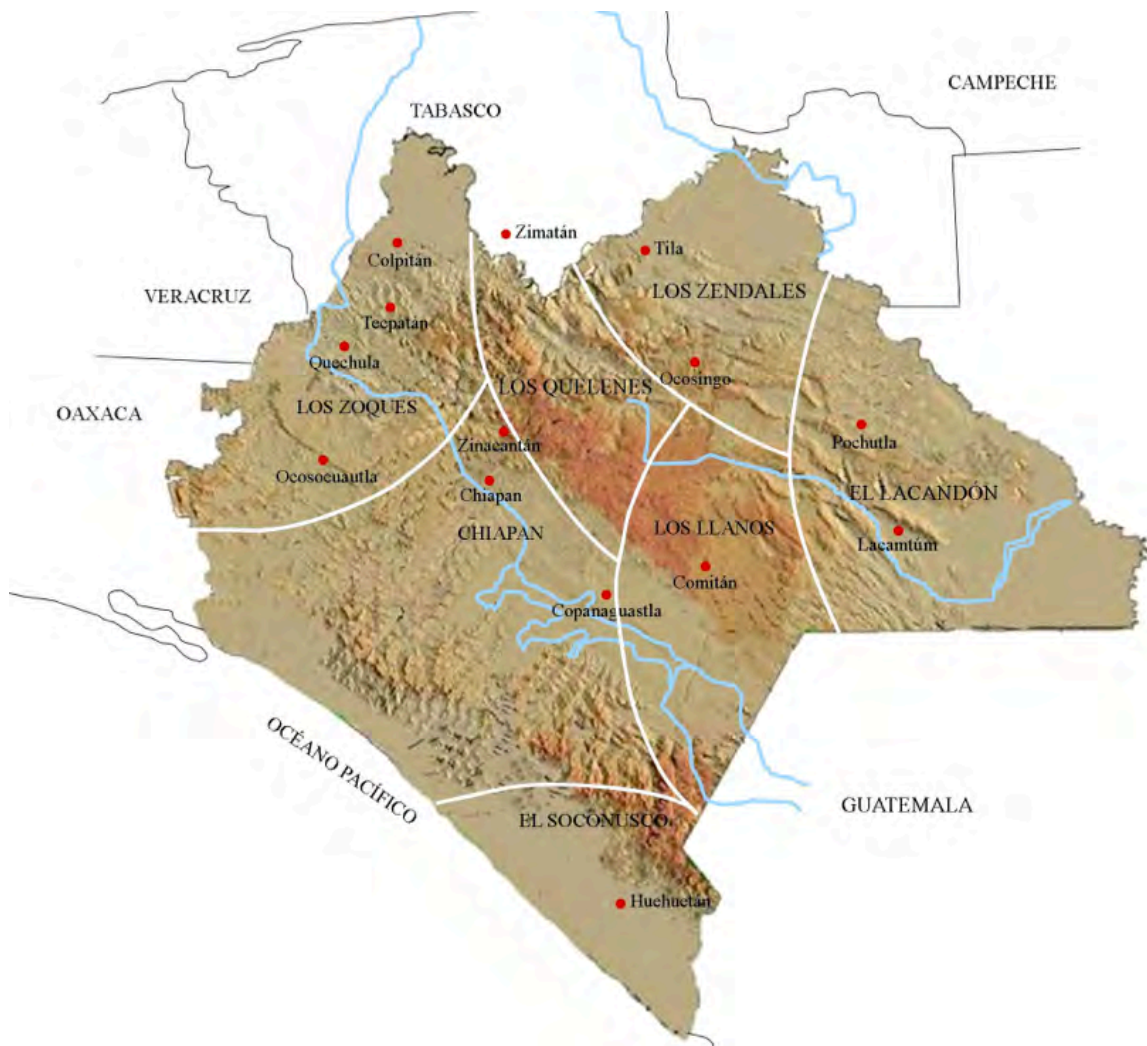 CAMPECHE
TABASCO
Zimatán
Colpitán
Tila
LOS ZENDALES
VERACRUZ
Tecpatán
Quechula
Ocosingo
LOS QUELENES
LOS ZOQUES
OAXACA
Zinacantán
Pochutla
Ocosocuautla
Chiapan
EL LACANDÓN
CHIAPAN
LOS LLANOS
Lacamtúm
Comitán
Copanaguastla
OCÉANO PACÍFICO
GUATEMALA
EL SOCONUSCO
Huehuetán